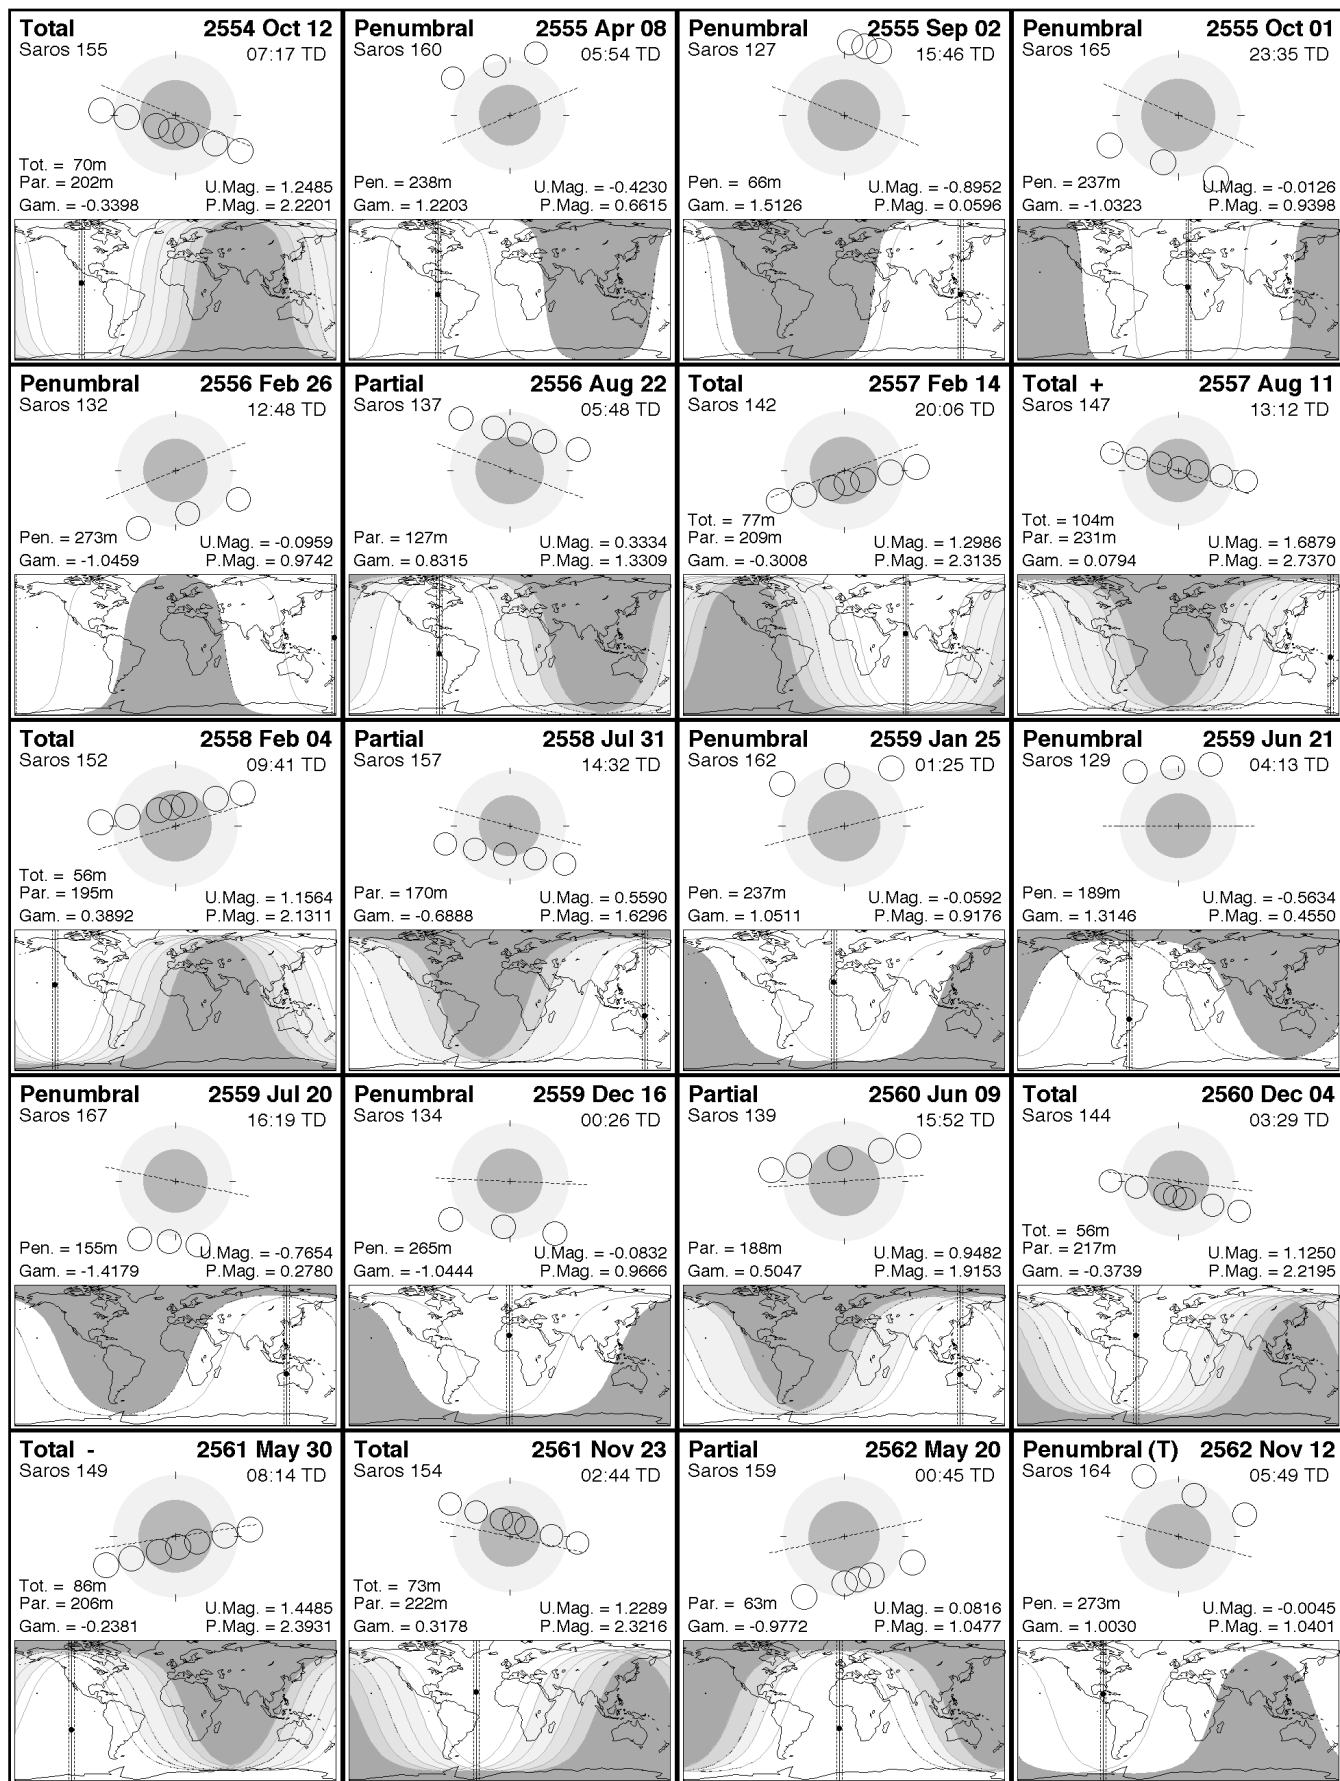 Total 2554 Oct 12
Saros 155 07:17 TD
Tot. = 70m
Par. = 202m U.Mag. = 1.2485
Gam. = -0.3398 P.Mag. = 2.2201
Penumbral 2555 Apr 08
Saros 160 05:54 TD
Pen. = 238m U.Mag. = -0.4230
Gam. = 1.2203 P.Mag. = 0.6615
Penumbral 2555 Sep 02
Saros 127 15:46 TD
Pen. = 66m U.Mag. = -0.8952
Gam. = 1.5126 P.Mag. = 0.0596
Penumbral 2555 Oct 01
Saros 165 23:35 TD
Pen. = 237m U.Mag. = -0.0126
Gam. = -1.0323 P.Mag. = 0.9398
Penumbral 2556 Feb 26
Saros 132 12:48 TD
Pen. = 273m U.Mag. = -0.0959
Gam. = -1.0459 P.Mag. = 0.9742
Partial 2556 Aug 22
Saros 137 05:48 TD
Par. = 127m U.Mag. = 0.3334
Gam. = 0.8315 P.Mag. = 1.3309
Total 2557 Feb 14
Saros 142 20:06 TD
Tot. = 77m
Par. = 209m U.Mag. = 1.2986
Gam. = -0.3008 P.Mag. = 2.3135
Total + 2557 Aug 11
Saros 147 13:12 TD
Tot. = 104m
Par. = 231m U.Mag. = 1.6879
Gam. = 0.0794 P.Mag. = 2.7370
Total 2558 Feb 04
Saros 152 09:41 TD
Tot. = 56m
Par. = 195m U.Mag. = 1.1564
Gam. = 0.3892 P.Mag. = 2.1311
Partial 2558 Jul 31
Saros 157 14:32 TD
Par. = 170m U.Mag. = 0.5590
Gam. = -0.6888 P.Mag. = 1.6296
Penumbral 2559 Jan 25
Saros 162 01:25 TD
Pen. = 237m U.Mag. = -0.0592
Gam. = 1.0511 P.Mag. = 0.9176
Penumbral 2559 Jun 21
Saros 129 04:13 TD
Pen. = 189m U.Mag. = -0.5634
Gam. = 1.3146 P.Mag. = 0.4550
Penumbral 2559 Jul 20
Saros 167 16:19 TD
Pen. = 155m U.Mag. = -0.7654
Gam. = -1.4179 P.Mag. = 0.2780
Penumbral 2559 Dec 16
Saros 134 00:26 TD
Pen. = 265m U.Mag. = -0.0832
Gam. = -1.0444 P.Mag. = 0.9666
Partial 2560 Jun 09
Saros 139 15:52 TD
Par. = 188m U.Mag. = 0.9482
Gam. = 0.5047 P.Mag. = 1.9153
Total 2560 Dec 04
Saros 144 03:29 TD
Tot. = 56m
Par. = 217m U.Mag. = 1.1250
Gam. = -0.3739 P.Mag. = 2.2195
Total - 2561 May 30
Saros 149 08:14 TD
Tot. = 86m
Par. = 206m U.Mag. = 1.4485
Gam. = -0.2381 P.Mag. = 2.3931
Total 2561 Nov 23
Saros 154 02:44 TD
Tot. = 73m
Par. = 222m U.Mag. = 1.2289
Gam. = 0.3178 P.Mag. = 2.3216
Partial 2562 May 20
Saros 159 00:45 TD
Par. = 63m U.Mag. = 0.0816
Gam. = -0.9772 P.Mag. = 1.0477
Penumbral (T) 2562 Nov 12
Saros 164 05:49 TD
Pen. = 273m U.Mag. = -0.0045
Gam. = 1.0030 P.Mag. = 1.0401